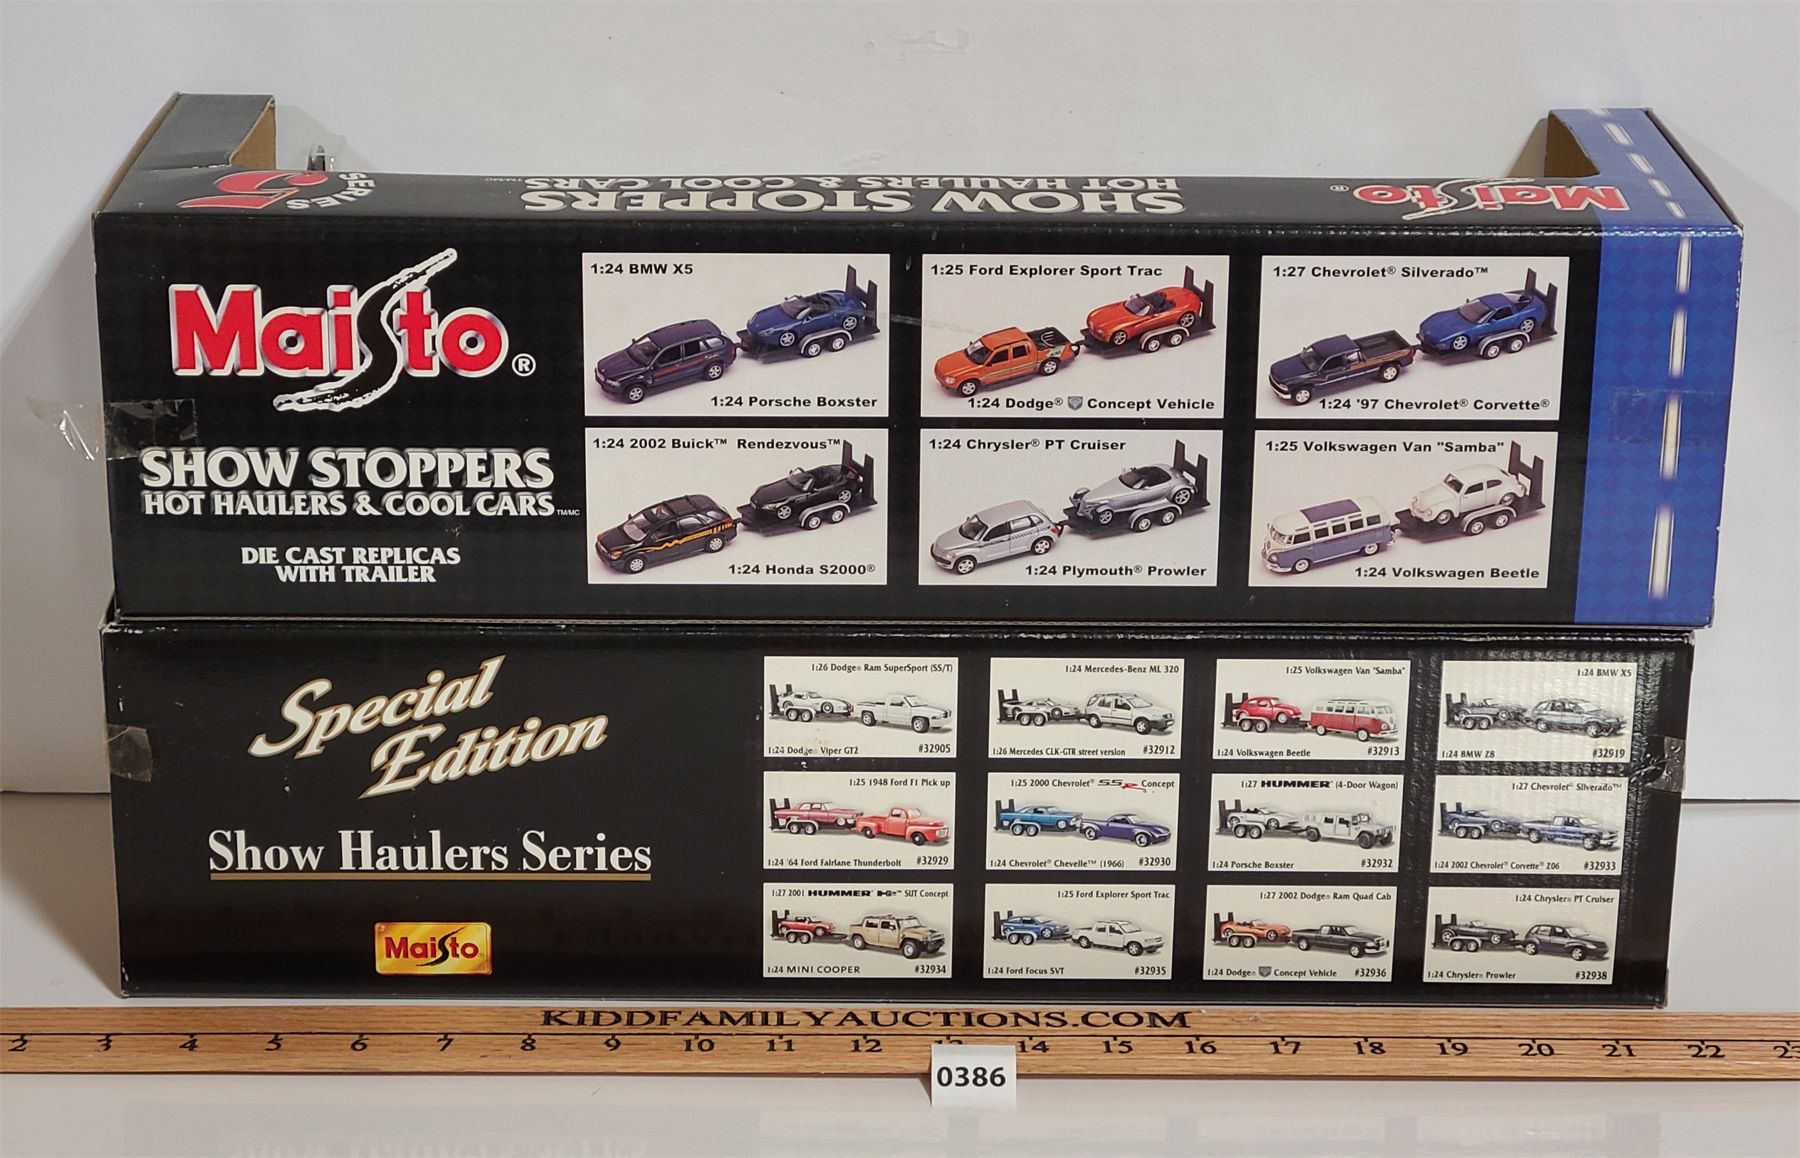 SERIES 5
SHOW STOPPERS
HOT HAULERS & COOL CARS TM/MC
Maisto®
Maisto®
SHOW STOPPERS
HOT HAULERS & COOL CARS TM/MC
DIE CAST REPLICAS
WITH TRAILER
1:24 BMW X5
1:24 Porsche Boxster
1:25 Ford Explorer Sport Trac
1:24 Dodge® Concept Vehicle
1:27 Chevrolet® Silverado™
1:24 '97 Chevrolet® Corvette®
1:24 2002 Buick™ Rendezvous™
1:24 Honda S2000®
1:24 Chrysler® PT Cruiser
1:24 Plymouth® Prowler
1:25 Volkswagen Van "Samba"
1:24 Volkswagen Beetle
Special
Edition
Show Haulers Series
Maisto
1:26 Dodge® Ram SuperSport (SS/T)
1:24 Dodge® Viper GT2 #32905
1:24 Mercedes-Benz ML 320
1:26 Mercedes CLK-GTR street version #32912
1:25 Volkswagen Van "Samba"
1:24 Volkswagen Beetle #32913
1:24 BMW X5
1:24 BMW Z8 #32919
1:25 1948 Ford F1 Pick up
1:24 '64 Ford Fairlane Thunderbolt #32929
1:25 2000 Chevrolet® SSR Concept
1:24 Chevrolet® Chevelle™ (1966) #32930
1:27 HUMMER® (4-Door Wagon)
1:24 Porsche Boxster #32932
1:27 Chevrolet® Silverado™
1:24 2002 Chevrolet® Corvette® Z06 #32933
1:27 2001 HUMMER® H2™ SUT Concept
1:24 MINI COOPER #32934
1:25 Ford Explorer Sport Trac
1:24 Ford Focus SVT #32935
1:27 2002 Dodge® Ram Quad Cab
1:24 Dodge® Concept Vehicle #32936
1:24 Chrysler® PT Cruiser
1:24 Chrysler® Prowler #32938
KIDDFAMILYAUCTIONS.COM
2 3 4 5 6 7 8 9 10 11 12 13 14 15 16 17 18 19 20 21 22 23
0386